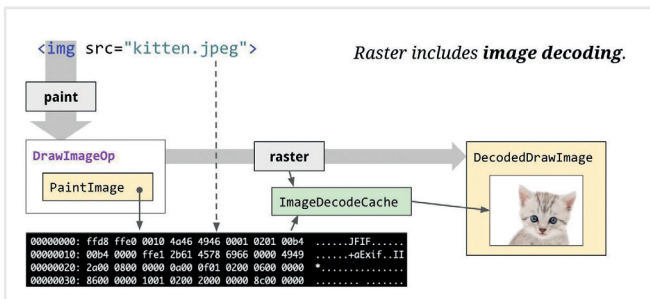 <img src="kitten.jpeg">
Raster includes image decoding.
paint
DrawImageOp
PaintImage
raster
ImageDecodeCache
DecodedDrawImage
00000000: ffd8 ffe0 0010 4a46 4946 0001 0201 00b4 ......JFIF......
00000010: 00b4 0000 ffe1 2b61 4578 6966 0000 4949 ......+aExif..II
00000020: 2a00 0800 0000 0a00 0f01 0200 0600 0000 *...............
00000030: 8600 0000 1001 0200 2000 0000 8c00 0000 ........ .......